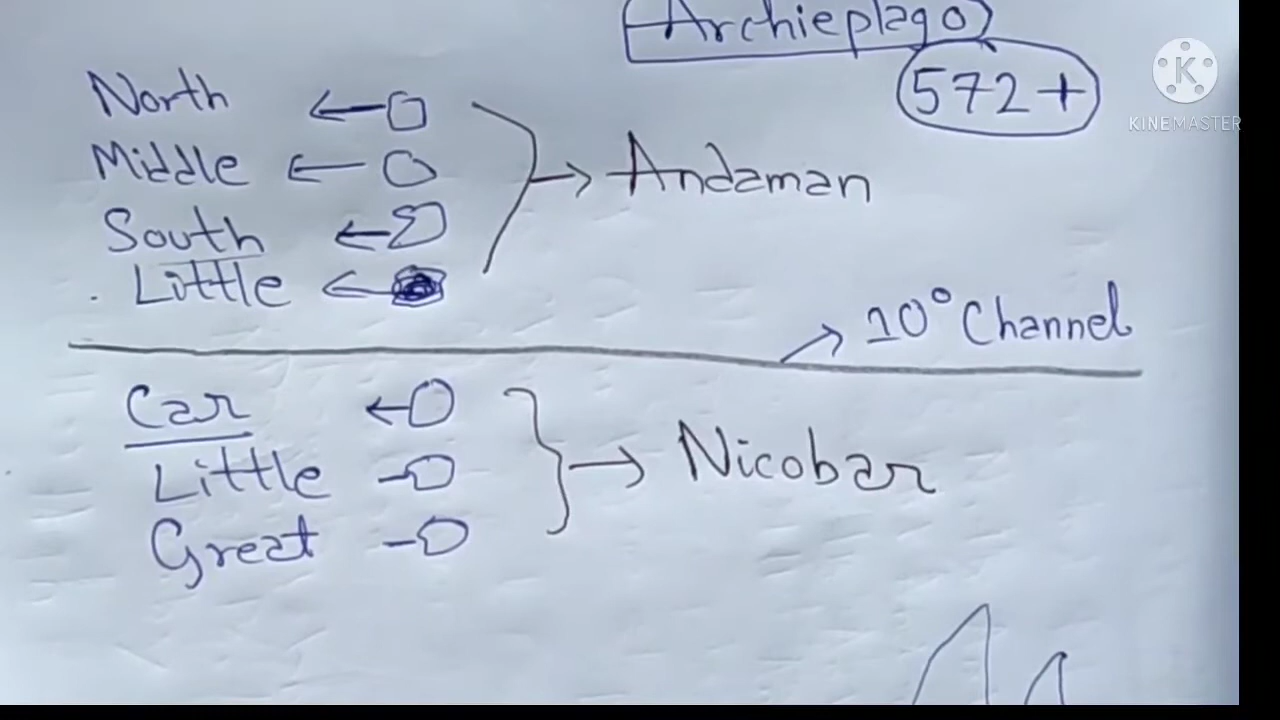 Archieplago
572+
North
Middle
South
Little
Andaman
10° Channel
Car
Little
Great
Nicobar
K
KINEMASTER